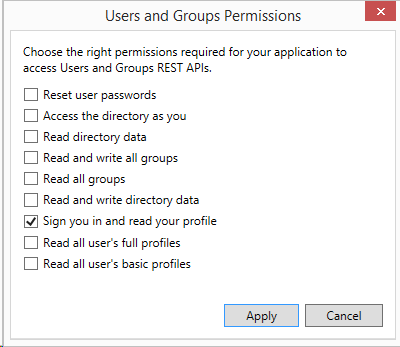 Users and Groups Permissions
Choose the right permissions required for your application to
access Users and Groups REST APIs.
Reset user passwords
Access the directory as you
Read directory data
Read and write all groups
Read all groups
Read and write directory data
Sign you in and read your profile
Read all user's full profiles
Read all user's basic profiles
Apply Cancel